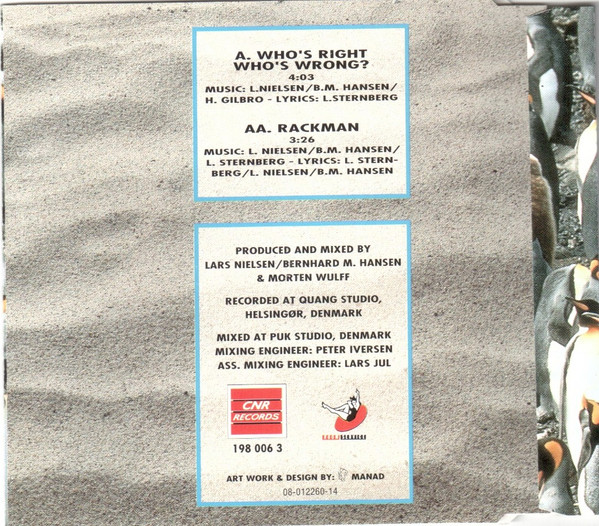 A. WHO'S RIGHT
WHO'S WRONG?
4:03
MUSIC: L.NIELSEN/B.M. HANSEN/
H. GILBRO - LYRICS: L.STERNBERG
AA. RACKMAN
3:26
MUSIC: L. NIELSEN/B.M. HANSEN/
L. STERNBERG - LYRICS: L. STERN-
BERG/L. NIELSEN/B.M. HANSEN
PRODUCED AND MIXED BY
LARS NIELSEN/BERNHARD M. HANSEN
& MORTEN WULFF
RECORDED AT QUANG STUDIO,
HELSINGØR, DENMARK
MIXED AT PUK STUDIO, DENMARK
MIXING ENGINEER: PETER IVERSEN
ASS. MIXING ENGINEER: LARS JUL
CNR
RECORDS
198 006 3
ART WORK & DESIGN BY: MANAD
08-012260-14